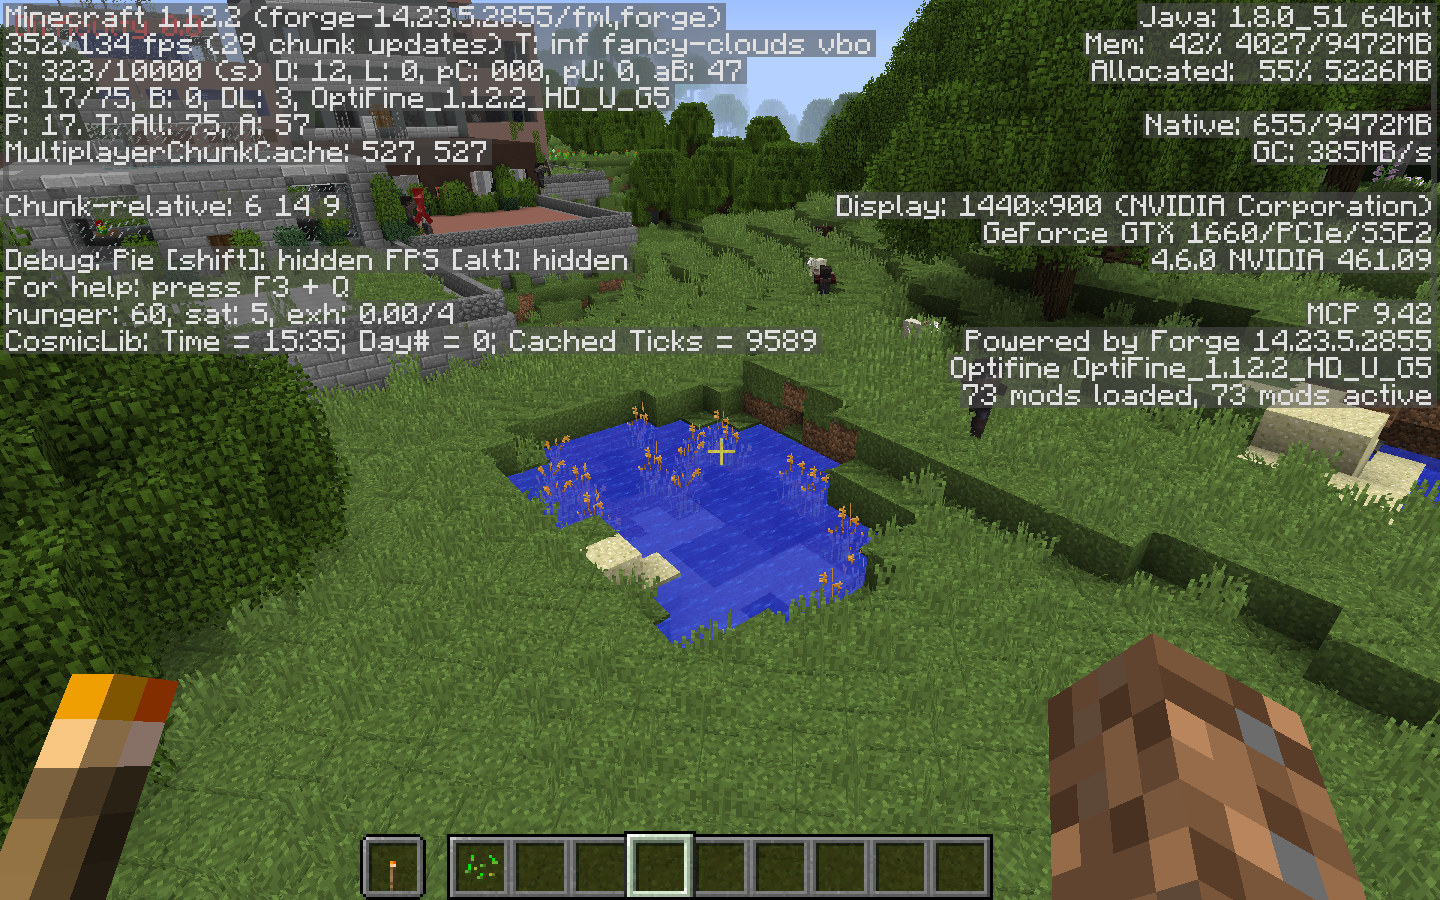 Minecraft 1.12.2 (forge-14.23.5.2855/fml,forge)
352/134 fps (29 chunk updates) T: inf fancy-clouds vbo
C: 323/10000 (s) D: 12, L: 0, pC: 000, pU: 0, aB: 47
E: 17/75, B: 0, DL: 3, OptiFine_1.12.2_HD_U_G5
P: 17. T: All: 75, A: 57
MultiplayerChunkCache: 527, 527
Chunk-relative: 6 14 9
Debug: Pie [shift]: hidden FPS [alt]: hidden
For help: press F3 + Q
hunger: 60, sat: 5, exh: 0.00/4
CosmicLib: Time = 15:35; Day# = 0; Cached Ticks = 9589
Java: 1.8.0_51 64bit
Mem: 42% 4027/9472MB
Allocated: 55% 5226MB
Native: 655/9472MB
GC: 385MB/s
Display: 1440x900 (NVIDIA Corporation)
GeForce GTX 1660/PCIe/SSE2
4.6.0 NVIDIA 461.09
MCP 9.42
Powered by Forge 14.23.5.2855
Optifine OptiFine_1.12.2_HD_U_G5
73 mods loaded, 73 mods active